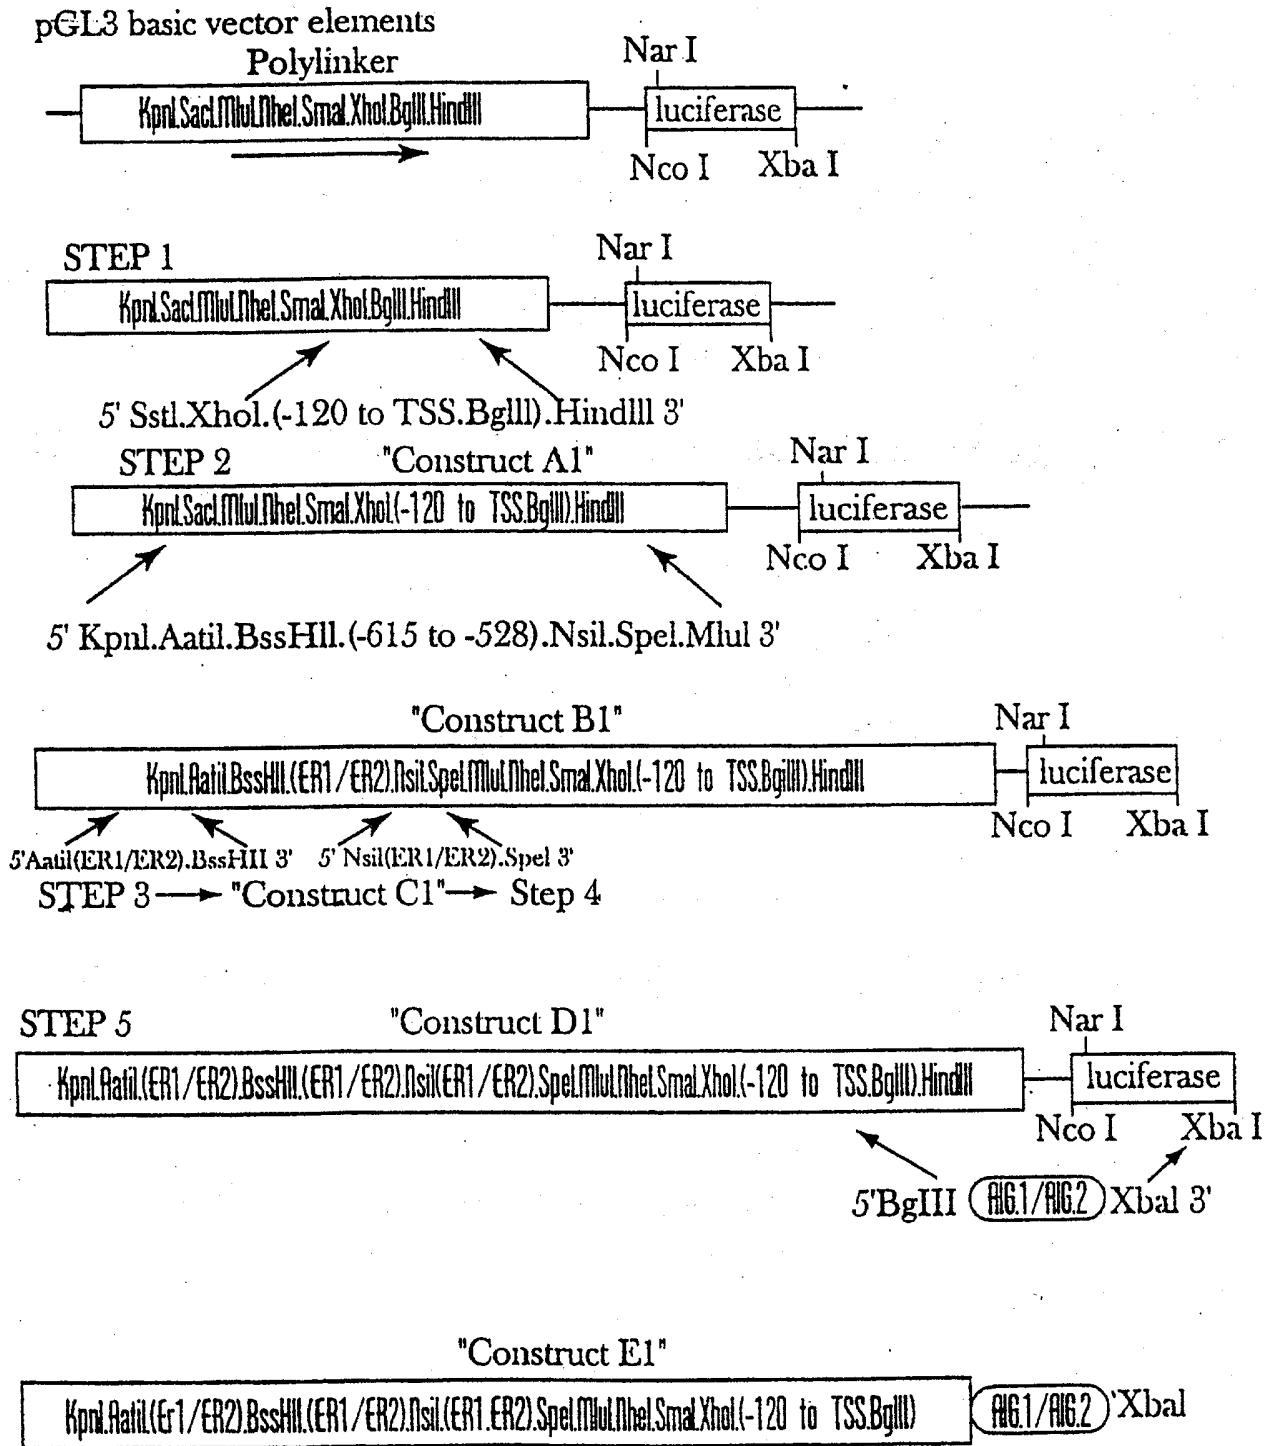 pGL3 basic vector elements
Polylinker
Nar I
KpnI.SacI.MluI.NheI.SmaI.XhoI.BglII.HindIII
luciferase
Nco I Xba I
STEP 1
Nar I
KpnI.SacI.MluI.NheI.SmaI.XhoI.BglII.HindIII
luciferase
Nco I Xba I
5' SstI.XhoI.(-120 to TSS.BglII).HindIII 3'
STEP 2 "Construct A1" Nar I
KpnI.SacI.MluI.NheI.SmaI.XhoI.(-120 to TSS.BglII).HindIII
luciferase
Nco I Xba I
5' KpnI.AatiI.BssHII.(-615 to -528).NsiI.SpeI.MluI 3'
"Construct B1" Nar I
KpnI.AatiI.BssHII.(ER1/ER2).NsiI.SpeI.MluI.NheI.SmaI.XhoI.(-120 to TSS.BgiIII).HindIII
luciferase
Nco I Xba I
5'AatiI(ER1/ER2).BssHII 3' 5' NsiI(ER1/ER2).SpeI 3'
STEP 3 "Construct C1" Step 4
STEP 5 "Construct D1" Nar I
KpnI.AatiI.(ER1/ER2).BssHII.(ER1/ER2).NsiI(ER1/ER2).SpeI.MluI.NheI.SmaI.XhoI.(-120 to TSS.BglII).HindIII
luciferase
Nco I Xba I
5'BgIII AIG.1/AIG.2 XbaI 3'
"Construct E1"
KpnI.AatiI.(Er1/ER2).BssHII.(ER1/ER2).NsiI(ER1.ER2).SpeI.MluI.NheI.SmaI.XhoI.(-120 to TSS.BglII)
AIG.1/AIG.2 'XbaI